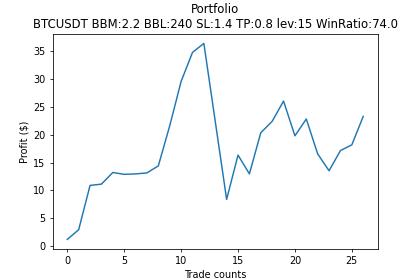 Portfolio
BTCUSDT BBM:2.2 BBL:240 SL:1.4 TP:0.8 lev:15 WinRatio:74.0
35
30
25
20
15
10
5
0
Profit ($)
0 5 10 15 20 25
Trade counts